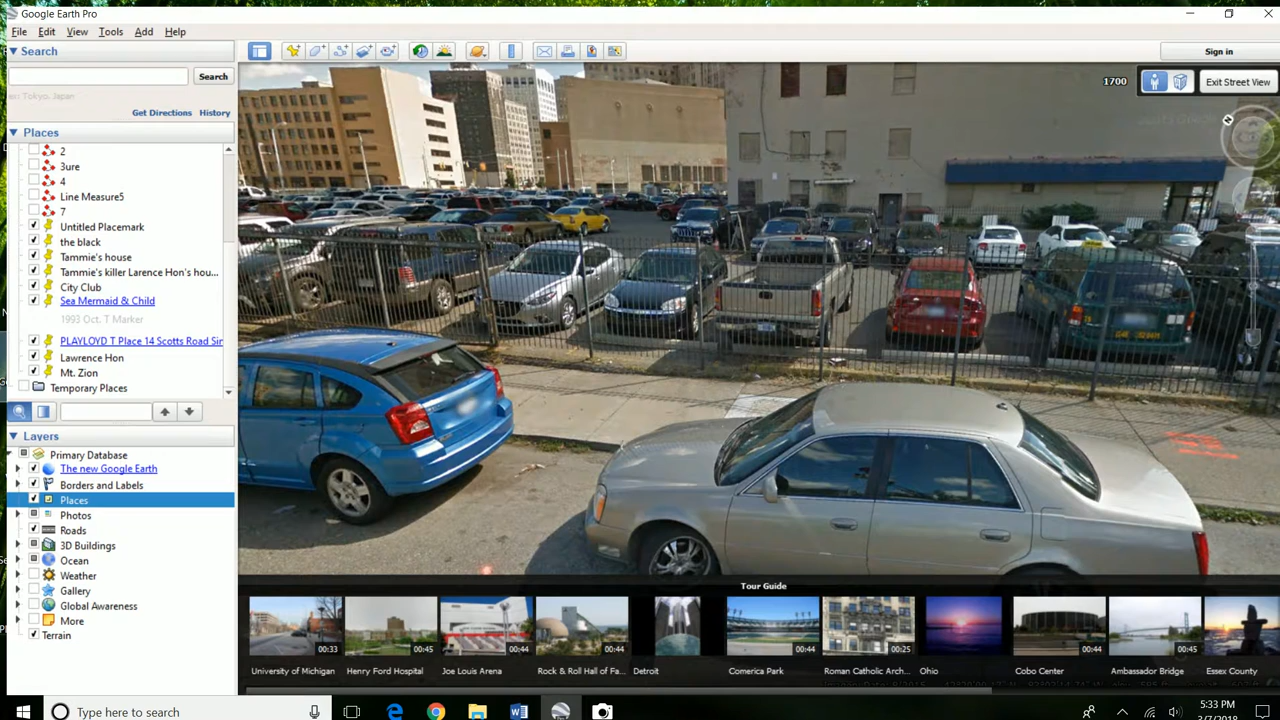 Google Earth Pro
File Edit View Tools Add Help
Search
Search
ex: Tokyo, Japan
Get Directions History
Places
2
3ure
4
Line Measure5
7
Untitled Placemark
the black
Tammie's house
Tammie's killer Larence Hon's hou...
City Club
Sea Mermaid & Child
1993 Oct. T Marker
PLAYLOYD T Place 14 Scotts Road Sin
Lawrence Hon
Mt. Zion
Temporary Places
Layers
Primary Database
The new Google Earth
Borders and Labels
Places
Photos
Roads
3D Buildings
Ocean
Weather
Gallery
Global Awareness
More
Terrain
Sign in
1700
Exit Street View
Tour Guide
00:33 00:45 00:44 00:44 00:44 00:25 00:44 00:45
University of Michigan Henry Ford Hospital Joe Louis Arena Rock & Roll Hall of Fa... Detroit Comerica Park Roman Catholic Arch... Ohio Cobo Center Ambassador Bridge Essex County
Type here to search
5:33 PM
3/7/2018